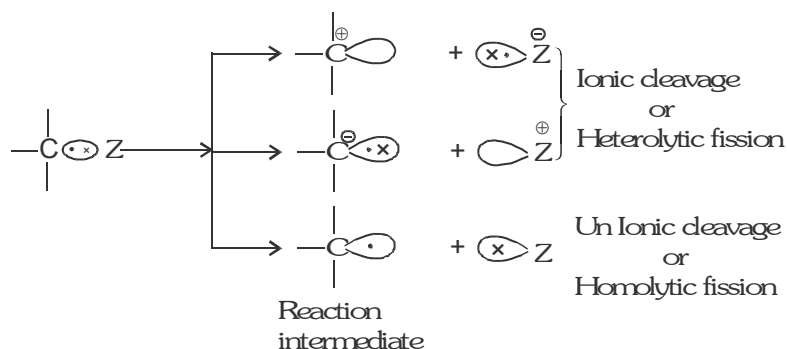 C ⊕ + × · Z ⊖
Ionic cleavage
or
Heterolytic fission
C · × Z
C ⊖ · × + Z ⊕
C · + × Z
Un Ionic cleavage
or
Homolytic fission
Reaction
intermediate